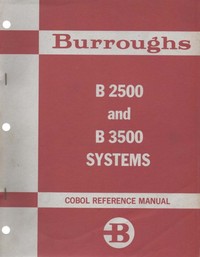 Burroughs
B 2500
and
B 3500
SYSTEMS
COBOL REFERENCE MANUAL
B